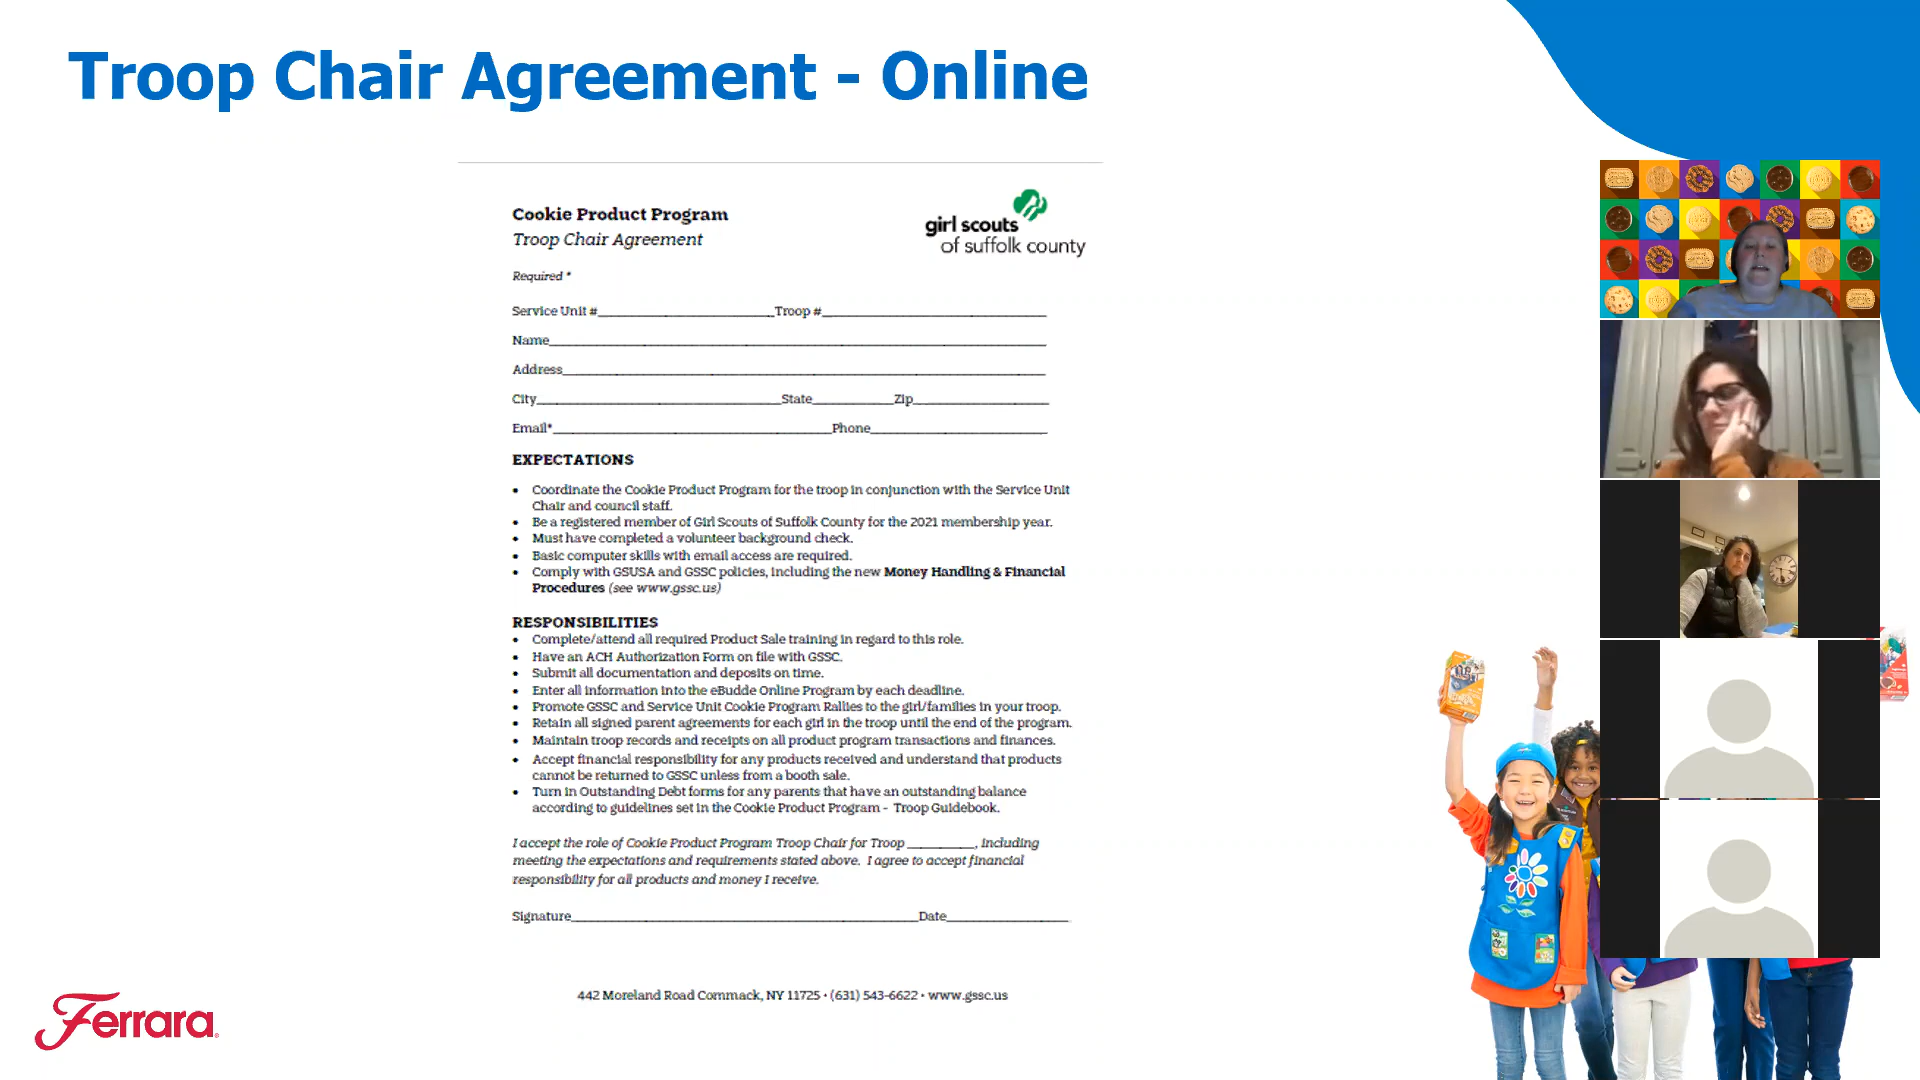 Troop Chair Agreement - Online
Cookie Product Program
Troop Chair Agreement
girl scouts
of suffolk county
Required *
Service Unit #__________Troop #__________
Name__________
Address__________
City__________State__________Zip__________
Email*__________Phone__________
EXPECTATIONS
• Coordinate the Cookie Product Program for the troop in conjunction with the Service Unit
Chair and council staff.
• Be a registered member of Girl Scouts of Suffolk County for the 2021 membership year.
• Must have completed a volunteer background check.
• Basic computer skills with email access are required.
• Comply with GSUSA and GSSC policies, including the new Money Handling & Financial
Procedures (see www.gssc.us)
RESPONSIBILITIES
• Complete/attend all required Product Sale training in regard to this role.
• Have an ACH Authorization Form on file with GSSC.
• Submit all documentation and deposits on time.
• Enter all information into the eBudde Online Program by each deadline.
• Promote GSSC and Service Unit Cookie Program Rallies to the girl/families in your troop.
• Retain all signed parent agreements for each girl in the troop until the end of the program.
• Maintain troop records and receipts on all product program transactions and finances.
• Accept financial responsibility for any products received and understand that products
cannot be returned to GSSC unless from a booth sale.
• Turn in Outstanding Debt forms for any parents that have an outstanding balance
according to guidelines set in the Cookie Product Program - Troop Guidebook.
I accept the role of Cookie Product Program Troop Chair for Troop __________, including
meeting the expectations and requirements stated above. I agree to accept financial
responsibility for all products and money I receive.
Signature__________Date__________
442 Moreland Road Commack, NY 11725 • (631) 543-6622 • www.gssc.us
Ferrara